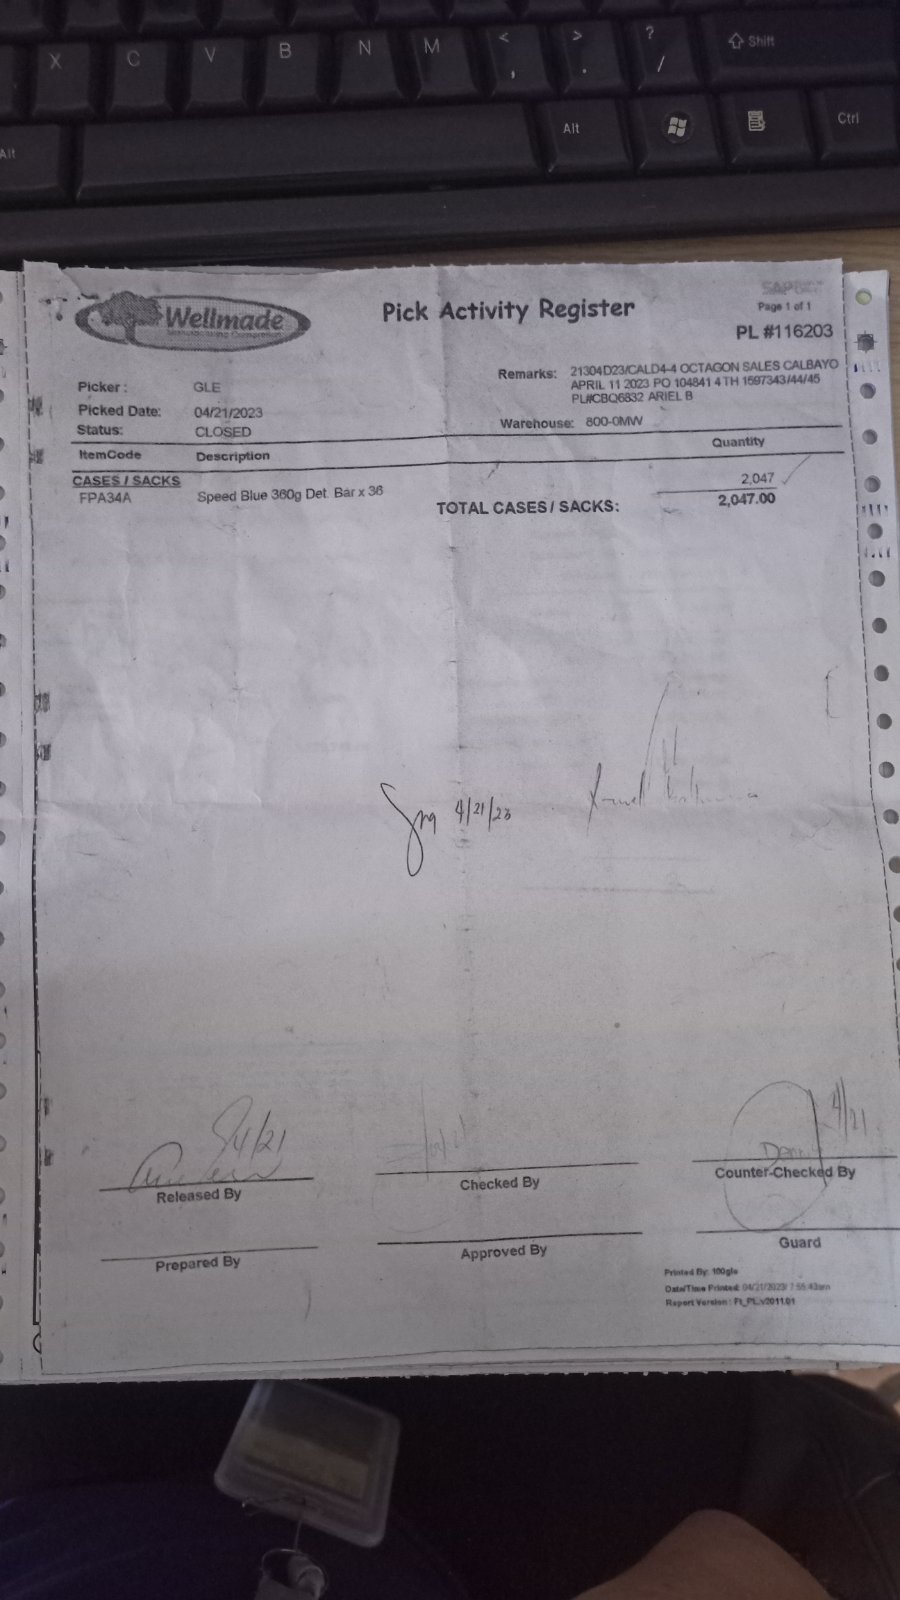 X C V B N M < , > . ? / Shift
Alt Alt Ctrl
Wellmade
Pick Activity Register
SAP
Page 1 of 1
PL #116203
Picker : GLE
Remarks: 21304D23/CALD4-4 OCTAGON SALES CALBAYO
APRIL 11 2023 PO 104841 4TH 1597343/44/45
PL#CBQ6832 ARIEL B
Picked Date: 04/21/2023
Status: CLOSED
Warehouse: 800-0MW
ItemCode Description Quantity
CASES / SACKS
FPA34A Speed Blue 360g Det. Bar x 36 2,047
TOTAL CASES / SACKS: 2,047.00
4/21/23
4/21
4/21
Released By
Checked By
Counter-Checked By
Prepared By
Approved By
Guard
Printed By: 100gle
Date/Time Printed: 04/21/2023/ 7:55:43am
Report Version : Ft_PL.v2011.01